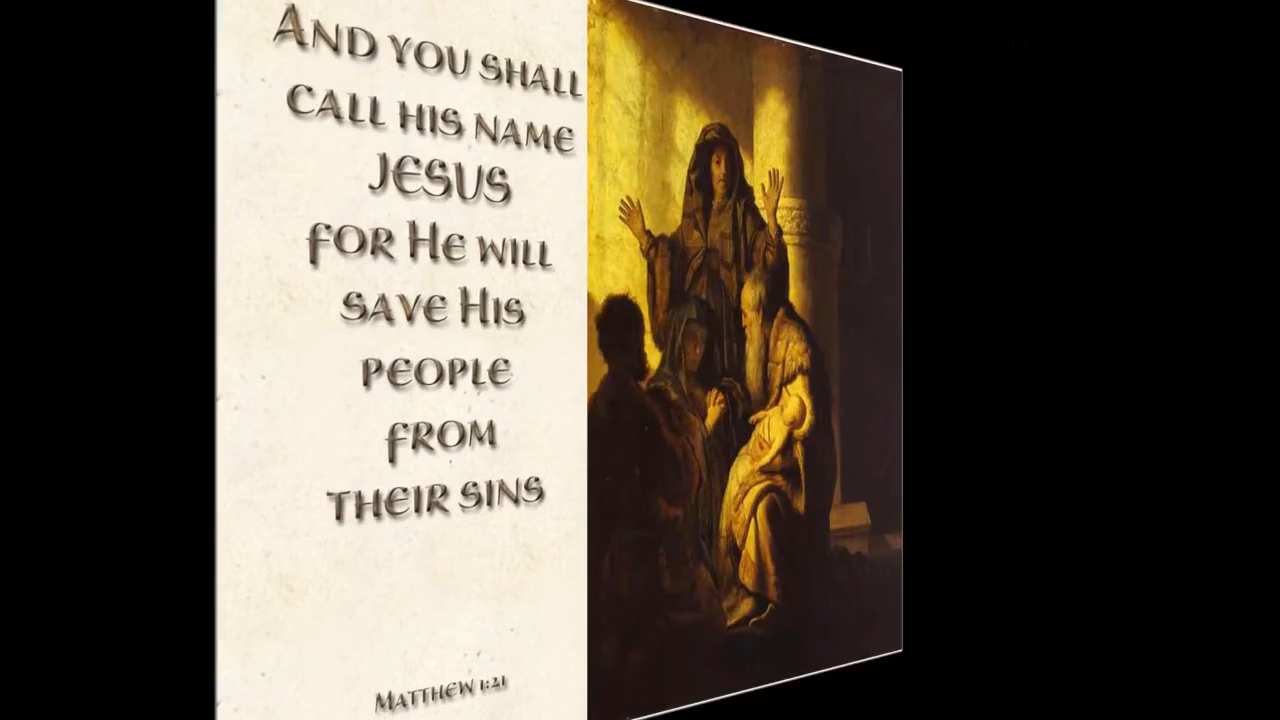 And you shall
call his name
JESUS
for He will
save His
people
from
their sins
Matthew 1:21